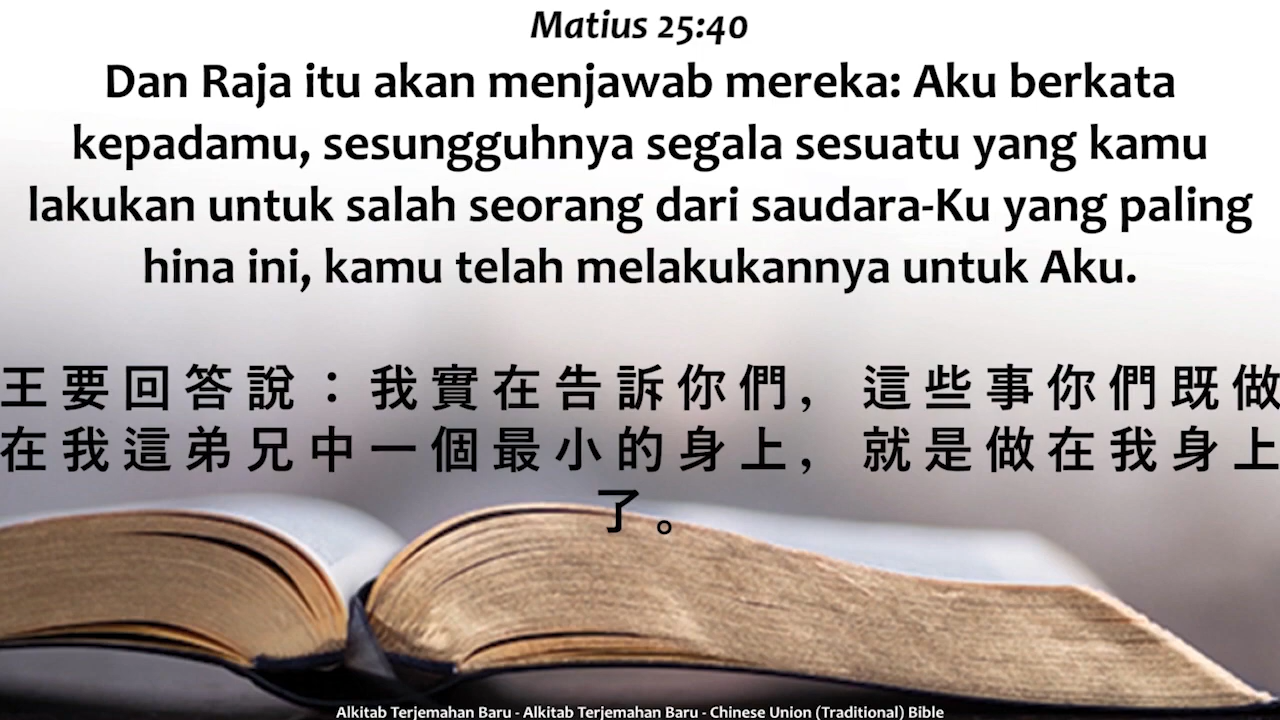 Matius 25:40
Dan Raja itu akan menjawab mereka: Aku berkata
kepadamu, sesungguhnya segala sesuatu yang kamu
lakukan untuk salah seorang dari saudara-Ku yang paling
hina ini, kamu telah melakukannya untuk Aku.
王要回答說：我實在告訴你們，這些事你們既做
在我這弟兄中一個最小的身上，就是做在我身上
了。
Alkitab Terjemahan Baru - Alkitab Terjemahan Baru - Chinese Union (Traditional) Bible